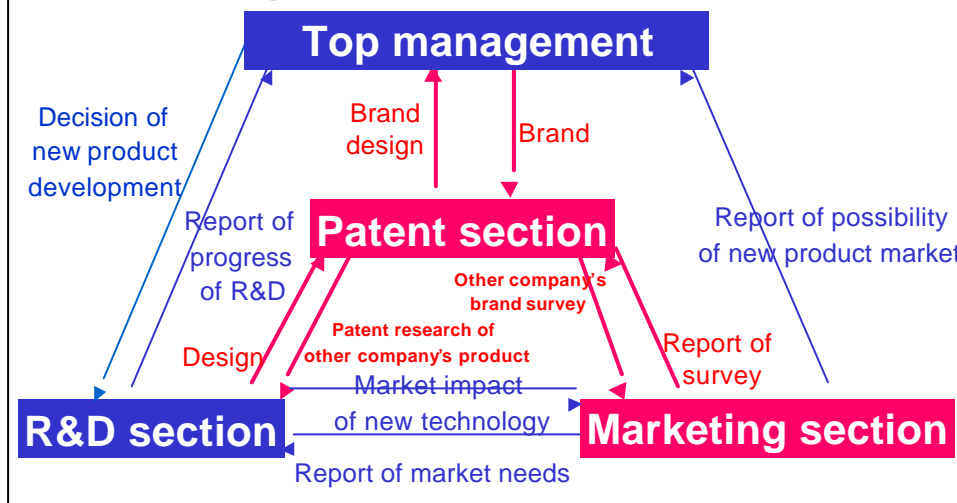 Top management
Decision of
new product
development
Brand
design
Brand
Report of
progress
of R&D
Patent section
Report of possibility
of new product market
Other company's
brand survey
Patent research of
other company's product
Design
Report of
survey
Market impact
of new technology
R&D section
Marketing section
Report of market needs